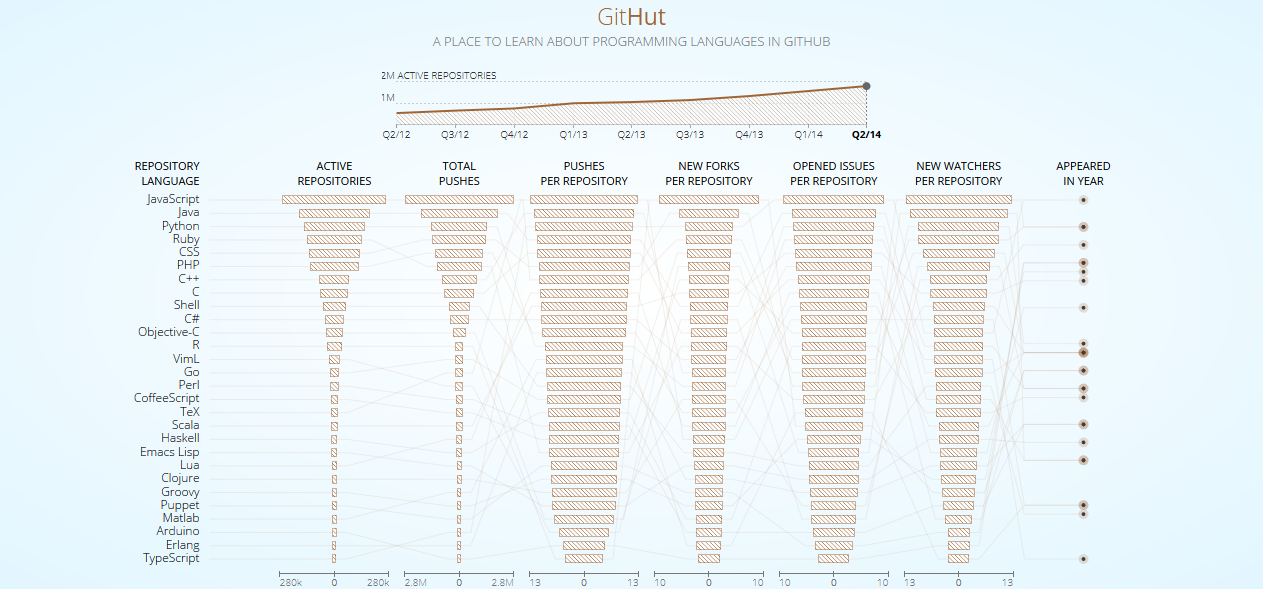 GitHut
A PLACE TO LEARN ABOUT PROGRAMMING LANGUAGES IN GITHUB
2M ACTIVE REPOSITORIES
1M
Q2/12 Q3/12 Q4/12 Q1/13 Q2/13 Q3/13 Q4/13 Q1/14 Q2/14
REPOSITORY ACTIVE TOTAL PUSHES NEW FORKS OPENED ISSUES NEW WATCHERS APPEARED
LANGUAGE REPOSITORIES PUSHES PER REPOSITORY PER REPOSITORY PER REPOSITORY PER REPOSITORY IN YEAR
JavaScript
Java
Python
Ruby
CSS
PHP
C++
C
Shell
C#
Objective-C
R
VimL
Go
Perl
CoffeeScript
TeX
Scala
Haskell
Emacs Lisp
Lua
Clojure
Groovy
Puppet
Matlab
Arduino
Erlang
TypeScript
280k 0 280k 2.8M 0 2.8M 13 0 13 10 0 10 10 0 10 13 0 13